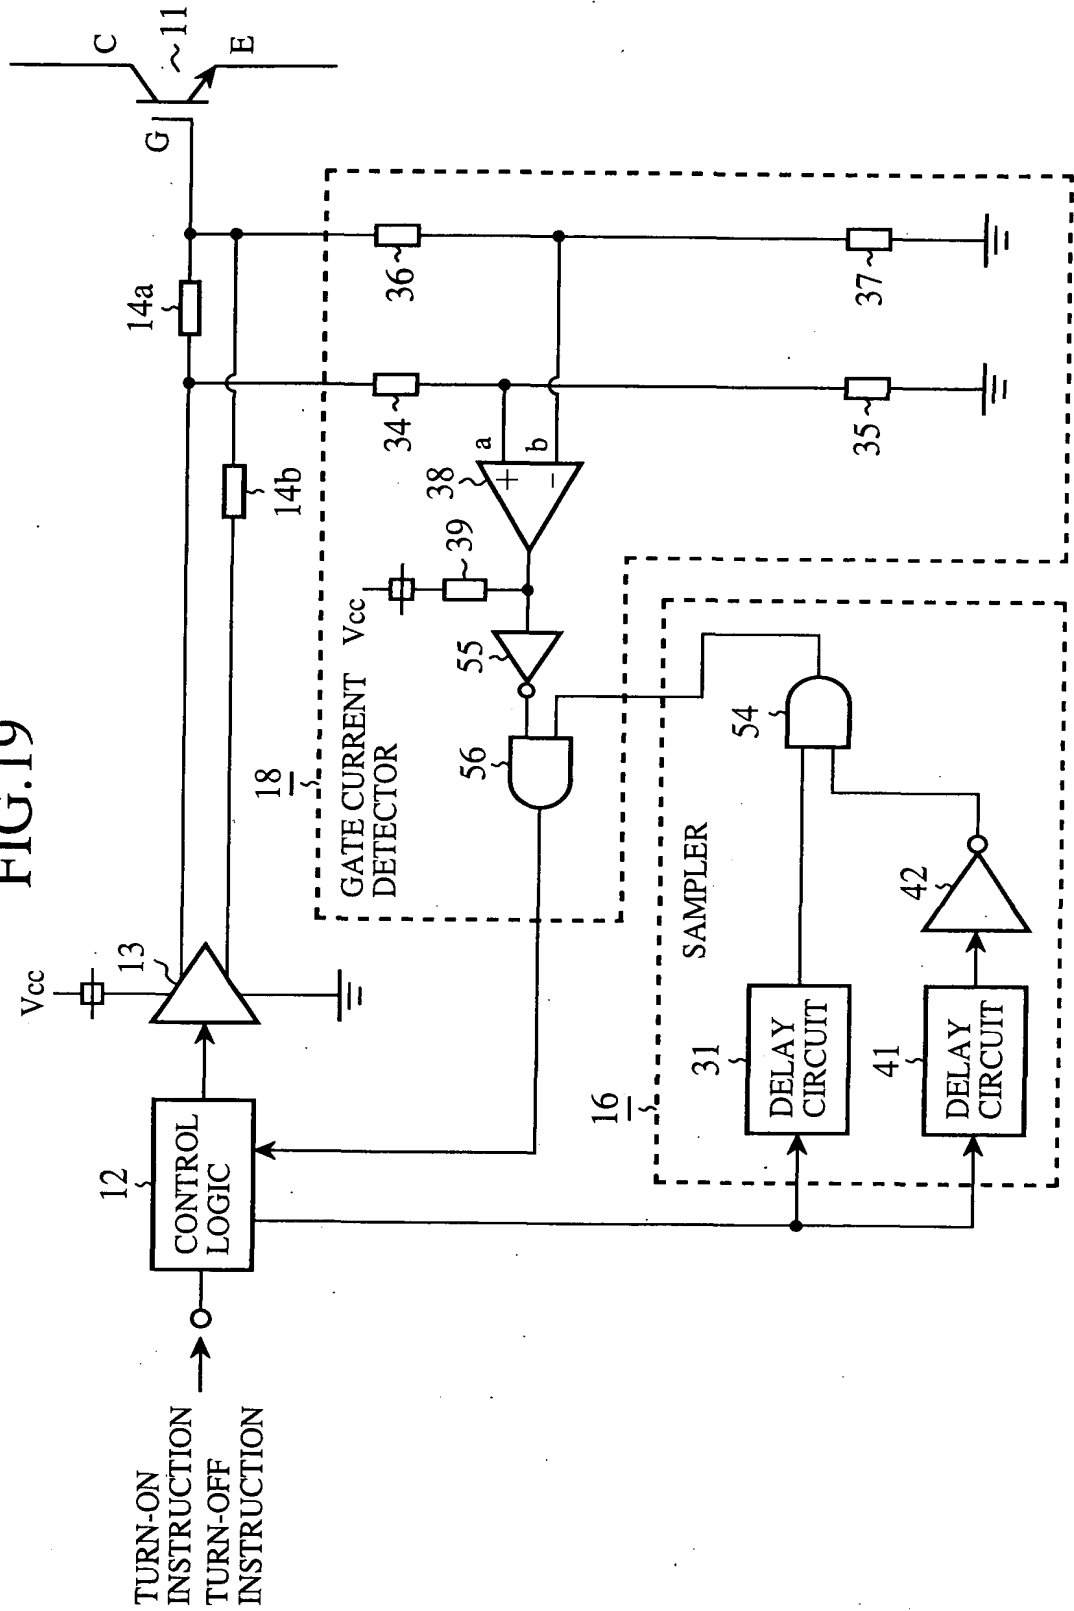 FIG.19
TURN-ON
INSTRUCTION
TURN-OFF
INSTRUCTION
12
CONTROL
LOGIC
Vcc
13
14a
14b
G
C
E
11
18
GATE CURRENT
DETECTOR
Vcc
39
55
56
38
+
−
a
b
34
35
36
37
16
SAMPLER
31
DELAY
CIRCUIT
41
DELAY
CIRCUIT
42
54